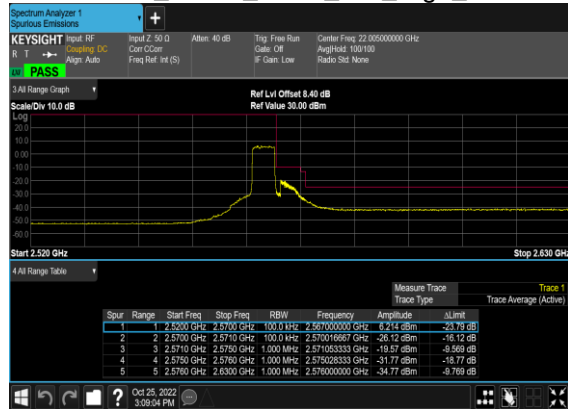 Spectrum Analyzer 1
Spurious Emissions
KEYSIGHT Input: RF Input Z: 50 Ω Atten: 40 dB Trig: Free Run Center Freq: 22.005000000 GHz
R T Coupling: DC Corr CCorr Gate: Off Avg|Hold: 100/100
Align: Auto Freq Ref: Int (S) IF Gain: Low Radio Std: None
PASS
3 All Range Graph
Ref Lvl Offset 8.40 dB
Scale/Div 10.0 dB Ref Value 30.00 dBm
Log
20.0
10.0
0.00
-10.0
-20.0
-30.0
-40.0
-50.0
-60.0
Start 2.520 GHz Stop 2.630 GHz
4 All Range Table
Measure Trace Trace 1
Trace Type Trace Average (Active)
Spur Range Start Freq Stop Freq RBW Frequency Amplitude ΔLimit
1 1 2.5200 GHz 2.5700 GHz 100.0 kHz 2.567000000 GHz 6.214 dBm -23.79 dB
2 2 2.5700 GHz 2.5710 GHz 100.0 kHz 2.570016667 GHz -26.12 dBm -16.12 dB
3 3 2.5710 GHz 2.5750 GHz 1.000 MHz 2.571053333 GHz -19.57 dBm -9.569 dB
4 4 2.5750 GHz 2.5760 GHz 1.000 MHz 2.575028333 GHz -31.77 dBm -18.77 dB
5 5 2.5760 GHz 2.6300 GHz 1.000 MHz 2.576000000 GHz -34.77 dBm -9.769 dB
Oct 25, 2022
3:09:04 PM